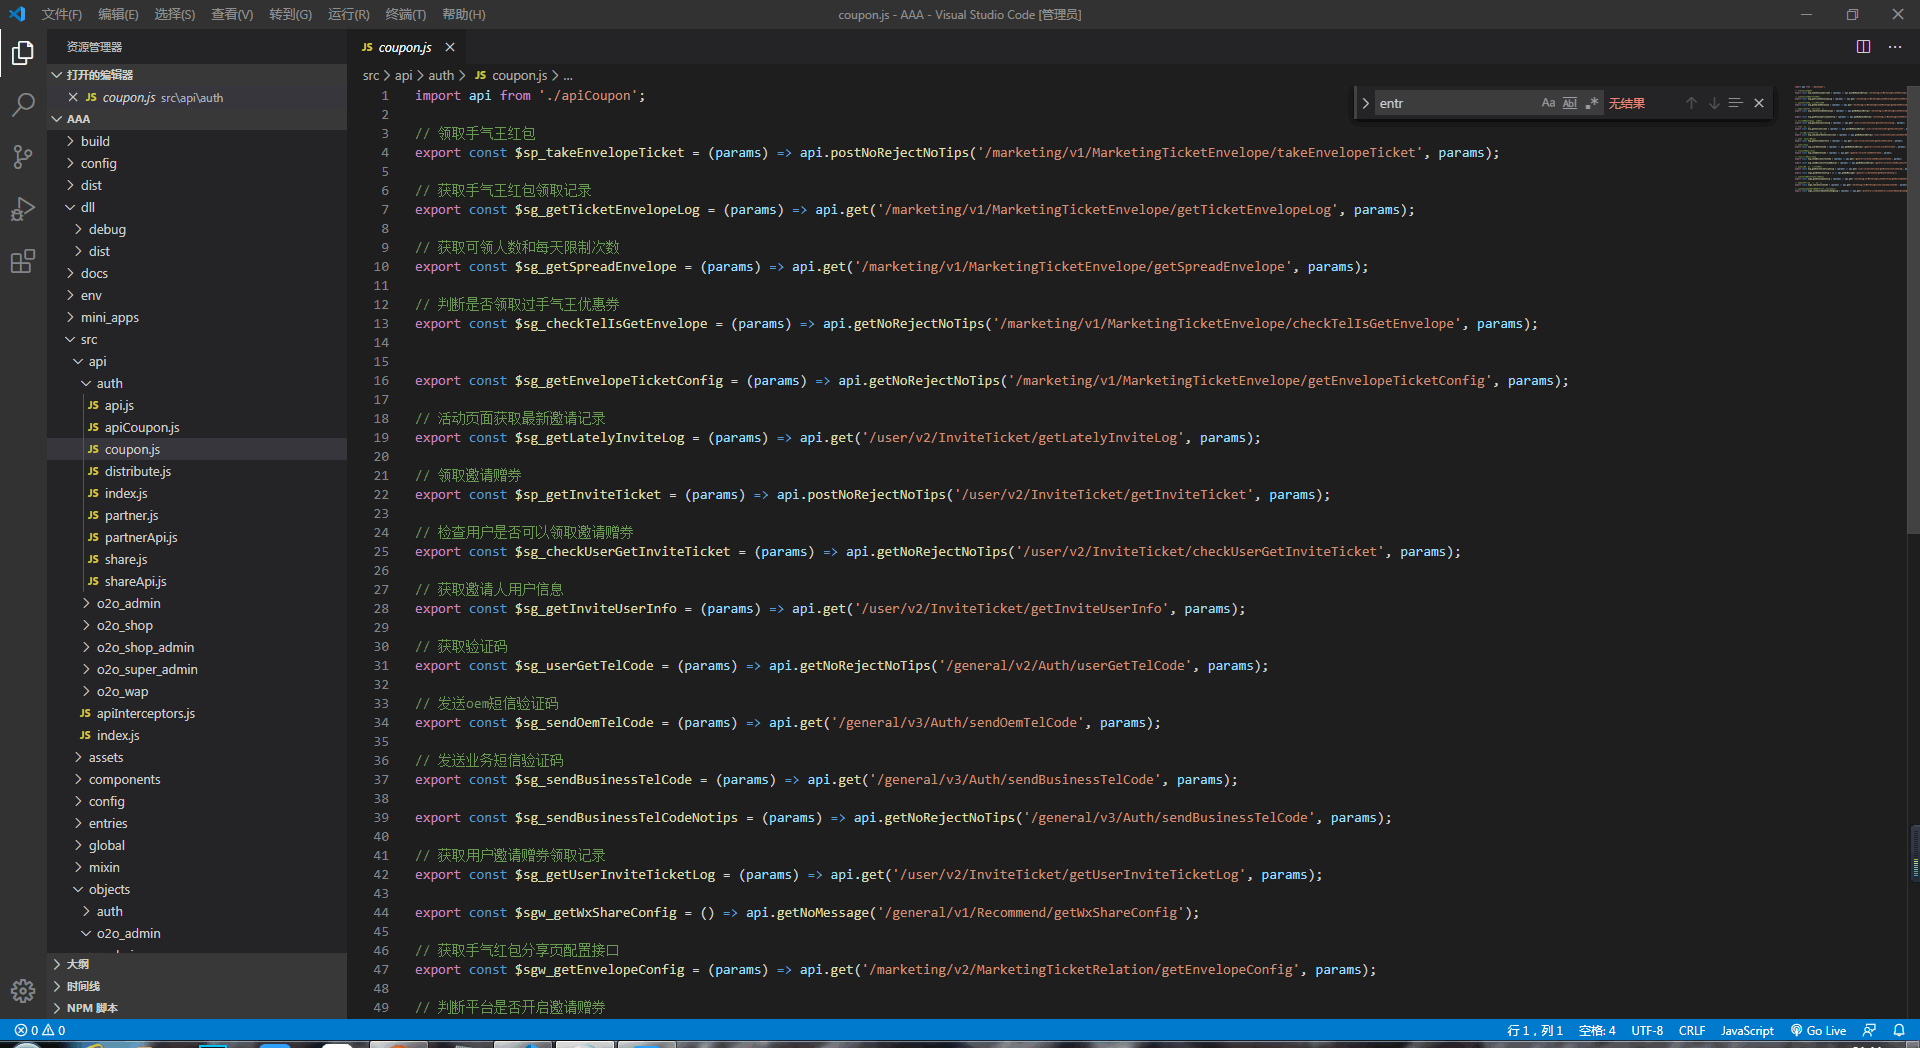 文件(F) 编辑(E) 选择(S) 查看(V) 转到(G) 运行(R) 终端(T) 帮助(H)
coupon.js - AAA - Visual Studio Code [管理员]
资源管理器
打开的编辑器
JS coupon.js src\api\auth
AAA
build
config
dist
dll
debug
dist
docs
env
mini_apps
src
api
auth
JS api.js
JS apiCoupon.js
JS coupon.js
JS distribute.js
JS index.js
JS partner.js
JS partnerApi.js
JS share.js
JS shareApi.js
o2o_admin
o2o_shop
o2o_shop_admin
o2o_super_admin
o2o_wap
JS apiInterceptors.js
JS index.js
assets
components
config
entries
global
mixin
objects
auth
o2o_admin
大纲
时间线
NPM 脚本
JS coupon.js
src > api > auth > JS coupon.js > ...
entr Aa Abl .* 无结果
1 import api from './apiCoupon';
2
3 // 领取手气王红包
4 export const $sp_takeEnvelopeTicket = (params) => api.postNoRejectNoTips('/marketing/v1/MarketingTicketEnvelope/takeEnvelopeTicket', params);
5
6 // 获取手气王红包领取记录
7 export const $sg_getTicketEnvelopeLog = (params) => api.get('/marketing/v1/MarketingTicketEnvelope/getTicketEnvelopeLog', params);
8
9 // 获取可领人数和每天限制次数
10 export const $sg_getSpreadEnvelope = (params) => api.get('/marketing/v1/MarketingTicketEnvelope/getSpreadEnvelope', params);
11
12 // 判断是否领取过手气王优惠券
13 export const $sg_checkTelIsGetEnvelope = (params) => api.getNoRejectNoTips('/marketing/v1/MarketingTicketEnvelope/checkTelIsGetEnvelope', params);
14
15
16 export const $sg_getEnvelopeTicketConfig = (params) => api.getNoRejectNoTips('/marketing/v1/MarketingTicketEnvelope/getEnvelopeTicketConfig', params);
17
18 // 活动页面获取最新邀请记录
19 export const $sg_getLatelyInviteLog = (params) => api.get('/user/v2/InviteTicket/getLatelyInviteLog', params);
20
21 // 领取邀请赠券
22 export const $sp_getInviteTicket = (params) => api.postNoRejectNoTips('/user/v2/InviteTicket/getInviteTicket', params);
23
24 // 检查用户是否可以领取邀请赠券
25 export const $sg_checkUserGetInviteTicket = (params) => api.getNoRejectNoTips('/user/v2/InviteTicket/checkUserGetInviteTicket', params);
26
27 // 获取邀请人用户信息
28 export const $sg_getInviteUserInfo = (params) => api.get('/user/v2/InviteTicket/getInviteUserInfo', params);
29
30 // 获取验证码
31 export const $sg_userGetTelCode = (params) => api.getNoRejectNoTips('/general/v2/Auth/userGetTelCode', params);
32
33 // 发送oem短信验证码
34 export const $sg_sendOemTelCode = (params) => api.get('/general/v3/Auth/sendOemTelCode', params);
35
36 // 发送业务短信验证码
37 export const $sg_sendBusinessTelCode = (params) => api.get('/general/v3/Auth/sendBusinessTelCode', params);
38
39 export const $sg_sendBusinessTelCodeNotips = (params) => api.getNoRejectNoTips('/general/v3/Auth/sendBusinessTelCode', params);
40
41 // 获取用户邀请赠券领取记录
42 export const $sg_getUserInviteTicketLog = (params) => api.get('/user/v2/InviteTicket/getUserInviteTicketLog', params);
43
44 export const $sgw_getWxShareConfig = () => api.getNoMessage('/general/v1/Recommend/getWxShareConfig');
45
46 // 获取手气红包分享页配置接口
47 export const $sgw_getEnvelopeConfig = (params) => api.get('/marketing/v2/MarketingTicketRelation/getEnvelopeConfig', params);
48
49 // 判断平台是否开启邀请赠券
0 0 行 1，列 1 空格: 4 UTF-8 CRLF JavaScript Go Live